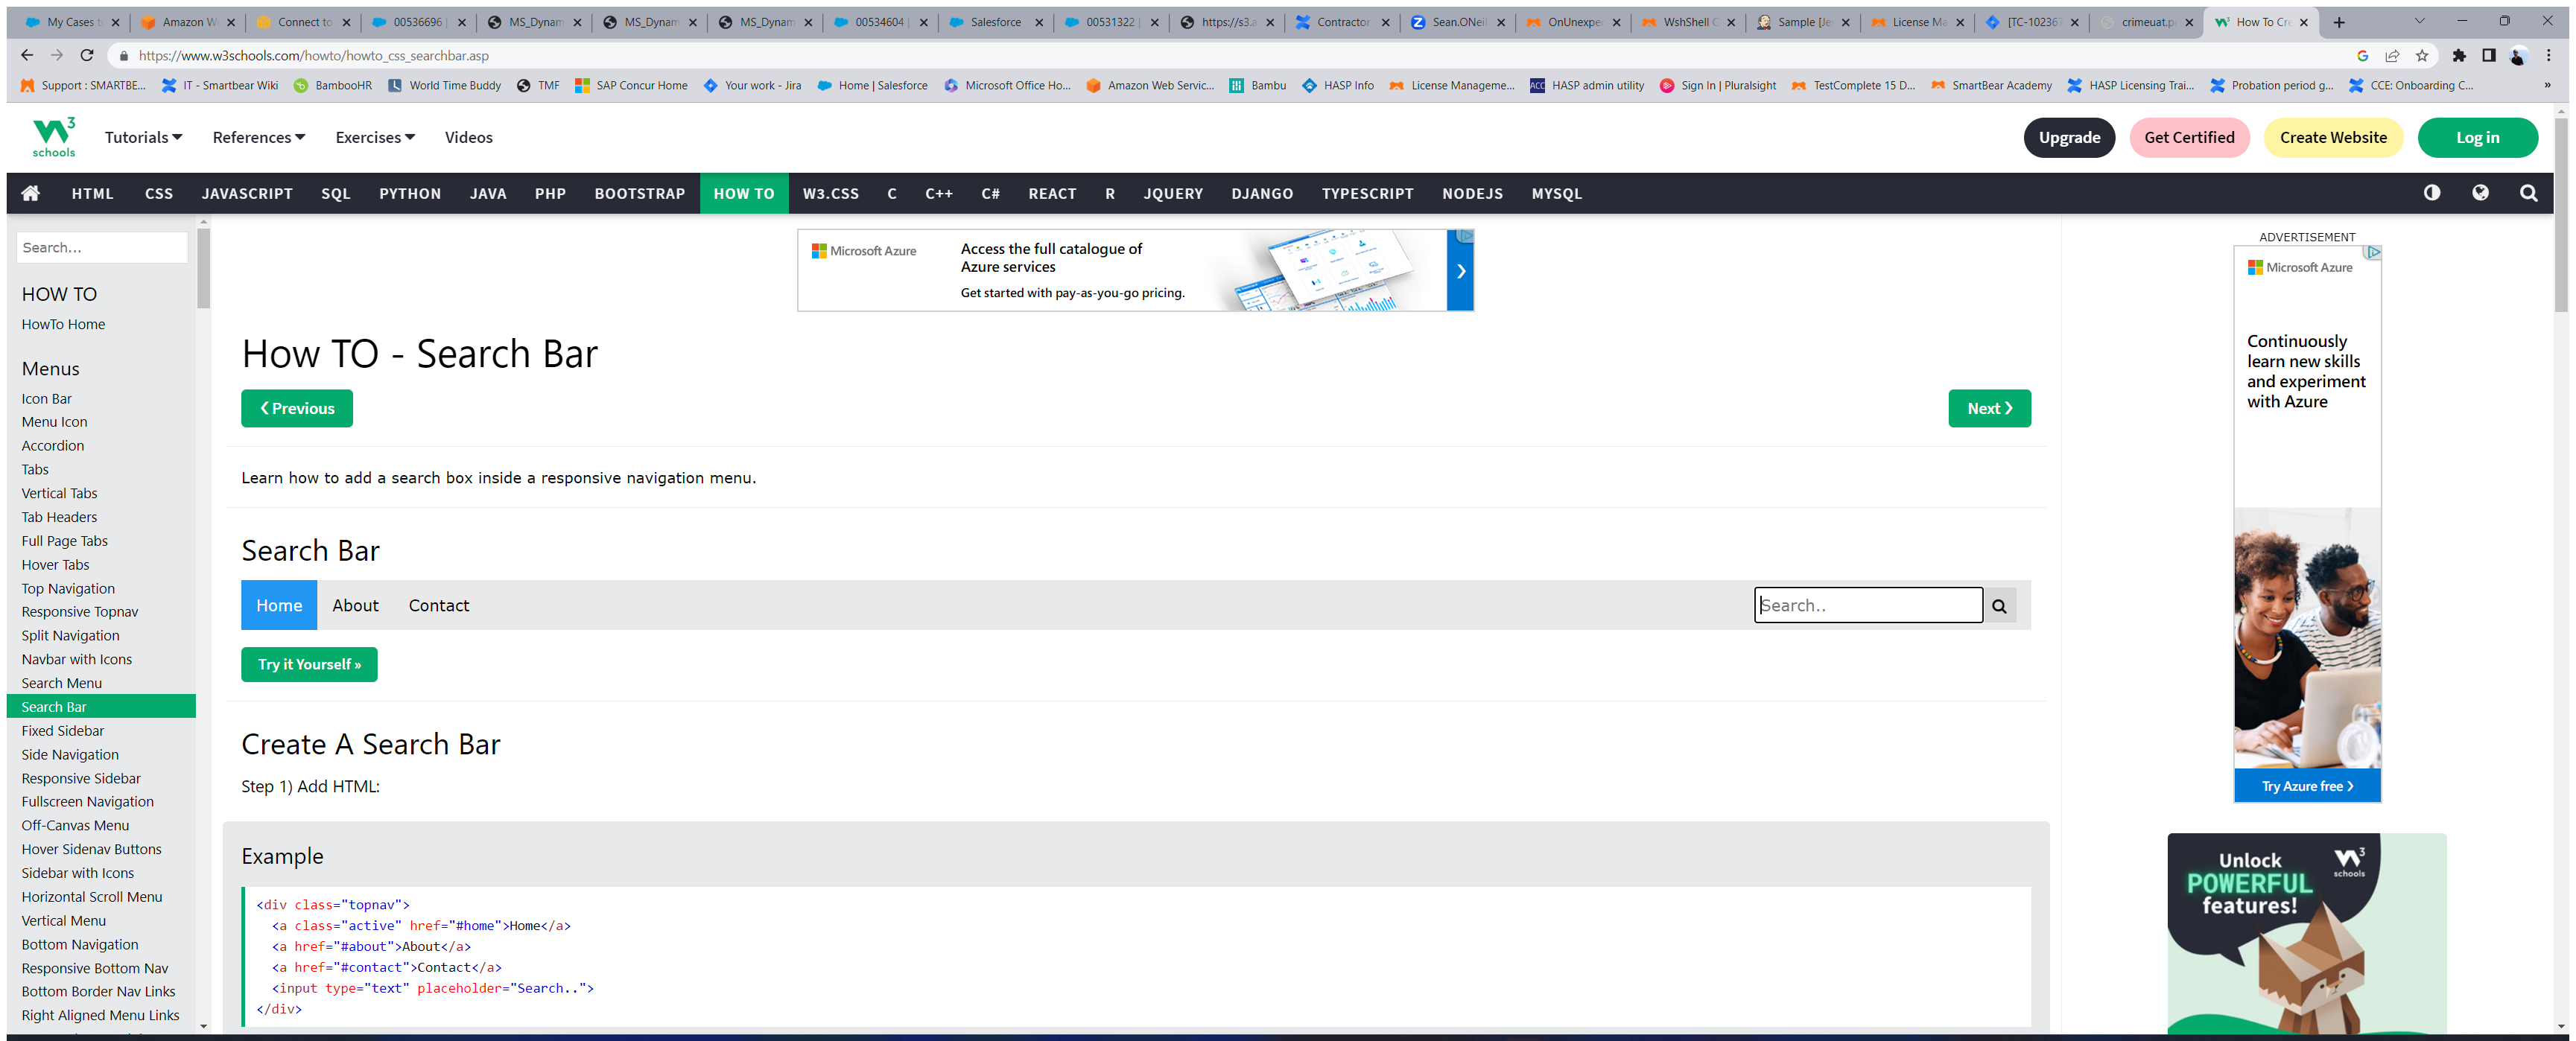 My Cases t
Amazon W
Connect to
00536696 |
MS_Dynam
MS_Dynam
MS_Dynam
00534604 |
Salesforce
00531322 |
https://s3.a
Contractor
Sean.ONei
OnUnexpec
WshShell C
Sample [Je
License Ma
[TC-10236
crimeuat.p
How To Cre
https://www.w3schools.com/howto/howto_css_searchbar.asp
Support : SMARTBE...
IT - Smartbear Wiki
BambooHR
World Time Buddy
TMF
SAP Concur Home
Your work - Jira
Home | Salesforce
Microsoft Office Ho...
Amazon Web Servic...
Bambu
HASP Info
License Manageme...
ACC
HASP admin utility
Sign In | Pluralsight
TestComplete 15 D...
SmartBear Academy
HASP Licensing Trai...
Probation period g...
CCE: Onboarding C...
»
W3 schools
Tutorials
References
Exercises
Videos
Upgrade
Get Certified
Create Website
Log in
HTML
CSS
JAVASCRIPT
SQL
PYTHON
JAVA
PHP
BOOTSTRAP
HOW TO
W3.CSS
C
C++
C#
REACT
R
JQUERY
DJANGO
TYPESCRIPT
NODEJS
MYSQL
Search...
HOW TO
HowTo Home
Menus
Icon Bar
Menu Icon
Accordion
Tabs
Vertical Tabs
Tab Headers
Full Page Tabs
Hover Tabs
Top Navigation
Responsive Topnav
Split Navigation
Navbar with Icons
Search Menu
Search Bar
Fixed Sidebar
Side Navigation
Responsive Sidebar
Fullscreen Navigation
Off-Canvas Menu
Hover Sidenav Buttons
Sidebar with Icons
Horizontal Scroll Menu
Vertical Menu
Bottom Navigation
Responsive Bottom Nav
Bottom Border Nav Links
Right Aligned Menu Links
Microsoft Azure
Access the full catalogue of
Azure services
Get started with pay-as-you-go pricing.
How TO - Search Bar
❮ Previous
Next ❯
Learn how to add a search box inside a responsive navigation menu.
Search Bar
Home
About
Contact
Search..
Try it Yourself »
Create A Search Bar
Step 1) Add HTML:
Example
<div class="topnav">
<a class="active" href="#home">Home</a>
<a href="#about">About</a>
<a href="#contact">Contact</a>
<input type="text" placeholder="Search..">
</div>
ADVERTISEMENT
Microsoft Azure
Continuously
learn new skills
and experiment
with Azure
Try Azure free ❯
Unlock
POWERFUL
features!
W3 schools